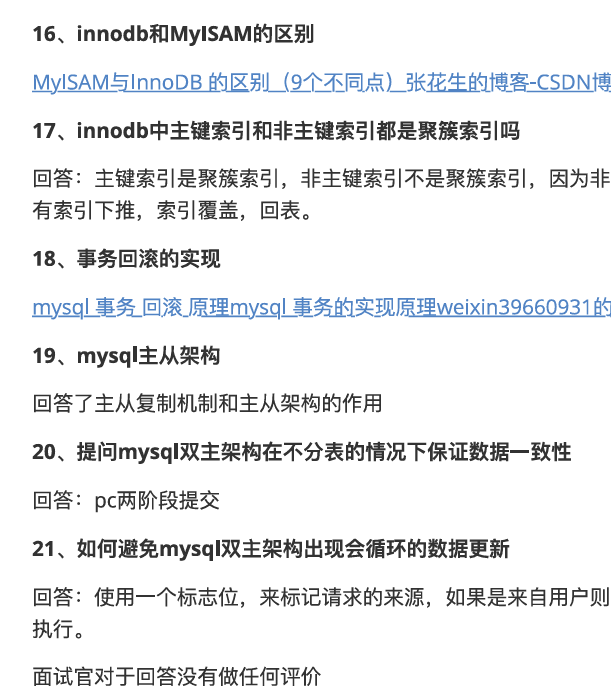 16、innodb和MyISAM的区别
MyISAM与InnoDB 的区别（9个不同点）_张花生的博客-CSDN博
17、innodb中主键索引和非主键索引都是聚簇索引吗
回答：主键索引是聚簇索引，非主键索引不是聚簇索引，因为非
有索引下推，索引覆盖，回表。
18、事务回滚的实现
mysql 事务 回滚 原理mysql 事务的实现原理weixin39660931的
19、mysql主从架构
回答了主从复制机制和主从架构的作用
20、提问mysql双主架构在不分表的情况下保证数据一致性
回答：pc两阶段提交
21、如何避免mysql双主架构出现会循环的数据更新
回答：使用一个标志位，来标记请求的来源，如果是来自用户则
执行。
面试官对于回答没有做任何评价